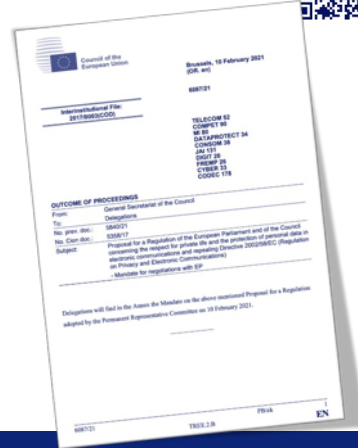 Council of the
European Union
Brussels, 10 February 2021
(OR. en)
6087/21
Interinstitutional File:
2017/0003(COD)
TELECOM 52
COMPET 90
MI 80
DATAPROTECT 34
CONSOM 38
JAI 131
DIGIT 20
FREMP 26
CYBER 33
CODEC 178
OUTCOME OF PROCEEDINGS
From: General Secretariat of the Council
To: Delegations
No. prev. doc.: 5840/21
No. Cion doc.: 5358/17
Subject: Proposal for a Regulation of the European Parliament and of the Council
concerning the respect for private life and the protection of personal data in
electronic communications and repealing Directive 2002/58/EC (Regulation
on Privacy and Electronic Communications)
- Mandate for negotiations with EP
Delegations will find in the Annex the Mandate on the above mentioned Proposal for a Regulation
adopted by the Permanent Representative Committee on 10 February 2021.
6087/21 TREE.2.B 1
EN